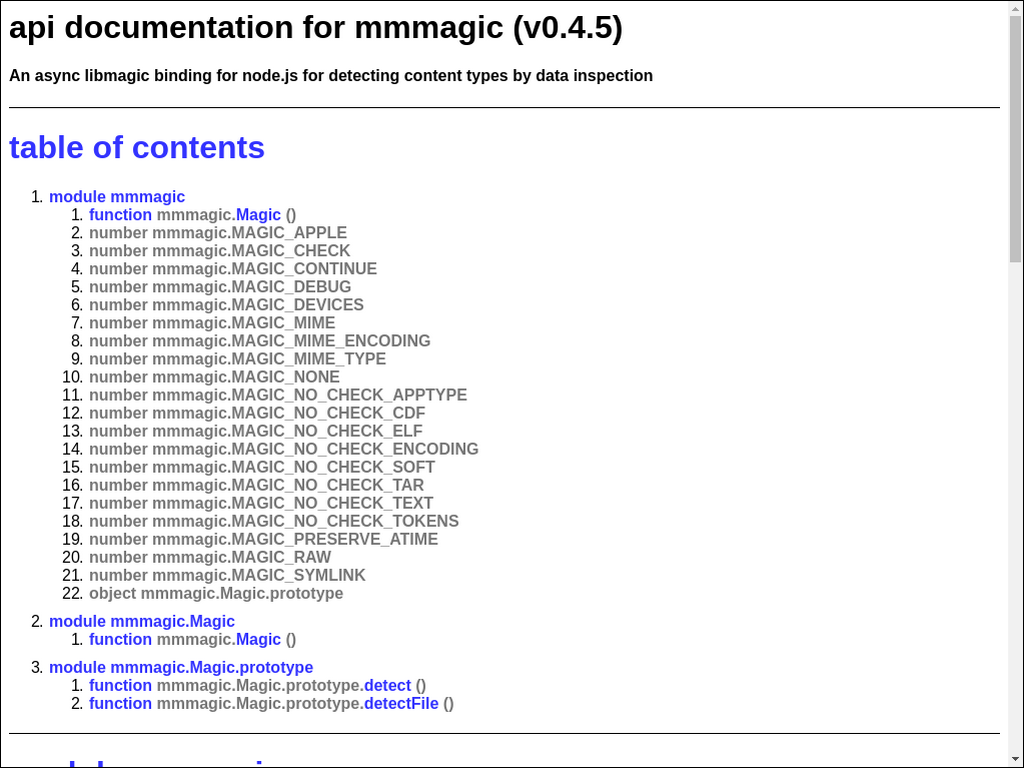 api documentation for mmmagic (v0.4.5)
An async libmagic binding for node.js for detecting content types by data inspection
table of contents
1. module mmmagic
1. function mmmagic.Magic ()
2. number mmmagic.MAGIC_APPLE
3. number mmmagic.MAGIC_CHECK
4. number mmmagic.MAGIC_CONTINUE
5. number mmmagic.MAGIC_DEBUG
6. number mmmagic.MAGIC_DEVICES
7. number mmmagic.MAGIC_MIME
8. number mmmagic.MAGIC_MIME_ENCODING
9. number mmmagic.MAGIC_MIME_TYPE
10. number mmmagic.MAGIC_NONE
11. number mmmagic.MAGIC_NO_CHECK_APPTYPE
12. number mmmagic.MAGIC_NO_CHECK_CDF
13. number mmmagic.MAGIC_NO_CHECK_ELF
14. number mmmagic.MAGIC_NO_CHECK_ENCODING
15. number mmmagic.MAGIC_NO_CHECK_SOFT
16. number mmmagic.MAGIC_NO_CHECK_TAR
17. number mmmagic.MAGIC_NO_CHECK_TEXT
18. number mmmagic.MAGIC_NO_CHECK_TOKENS
19. number mmmagic.MAGIC_PRESERVE_ATIME
20. number mmmagic.MAGIC_RAW
21. number mmmagic.MAGIC_SYMLINK
22. object mmmagic.Magic.prototype
2. module mmmagic.Magic
1. function mmmagic.Magic ()
3. module mmmagic.Magic.prototype
1. function mmmagic.Magic.prototype.detect ()
2. function mmmagic.Magic.prototype.detectFile ()